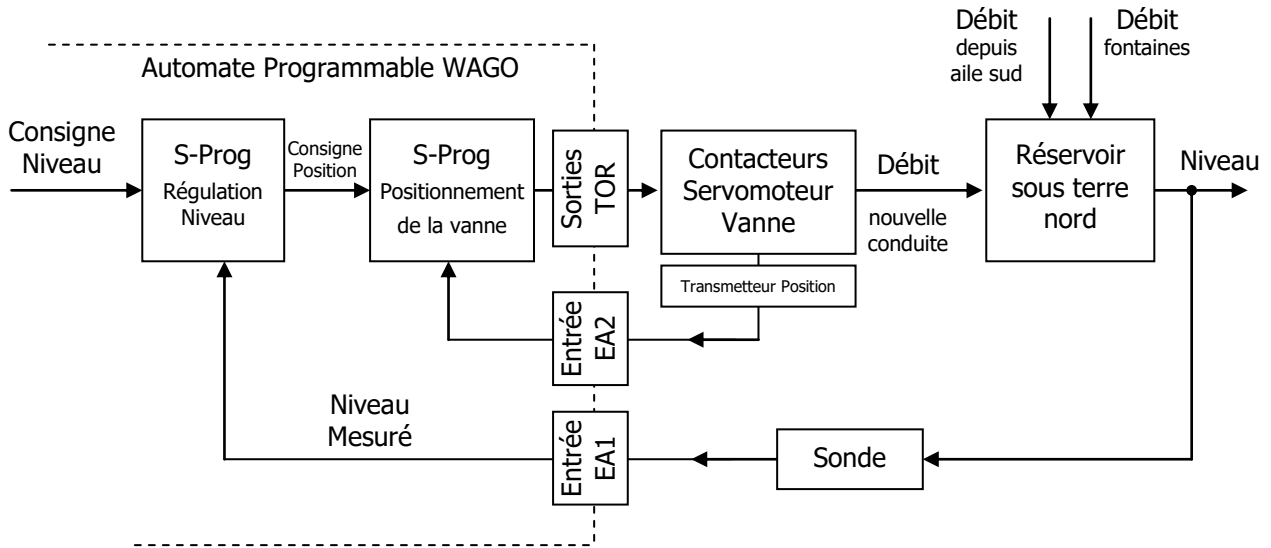 Débit
depuis
aile sud
Débit
fontaines
Automate Programmable WAGO
Consigne
Niveau
S-Prog
Régulation
Niveau
Consigne
Position
S-Prog
Positionnement
de la vanne
Sorties
TOR
Contacteurs
Servomoteur
Vanne
Débit
nouvelle
conduite
Réservoir
sous terre
nord
Niveau
Transmetteur Position
Entrée
EA2
Niveau
Mesuré
Entrée
EA1
Sonde